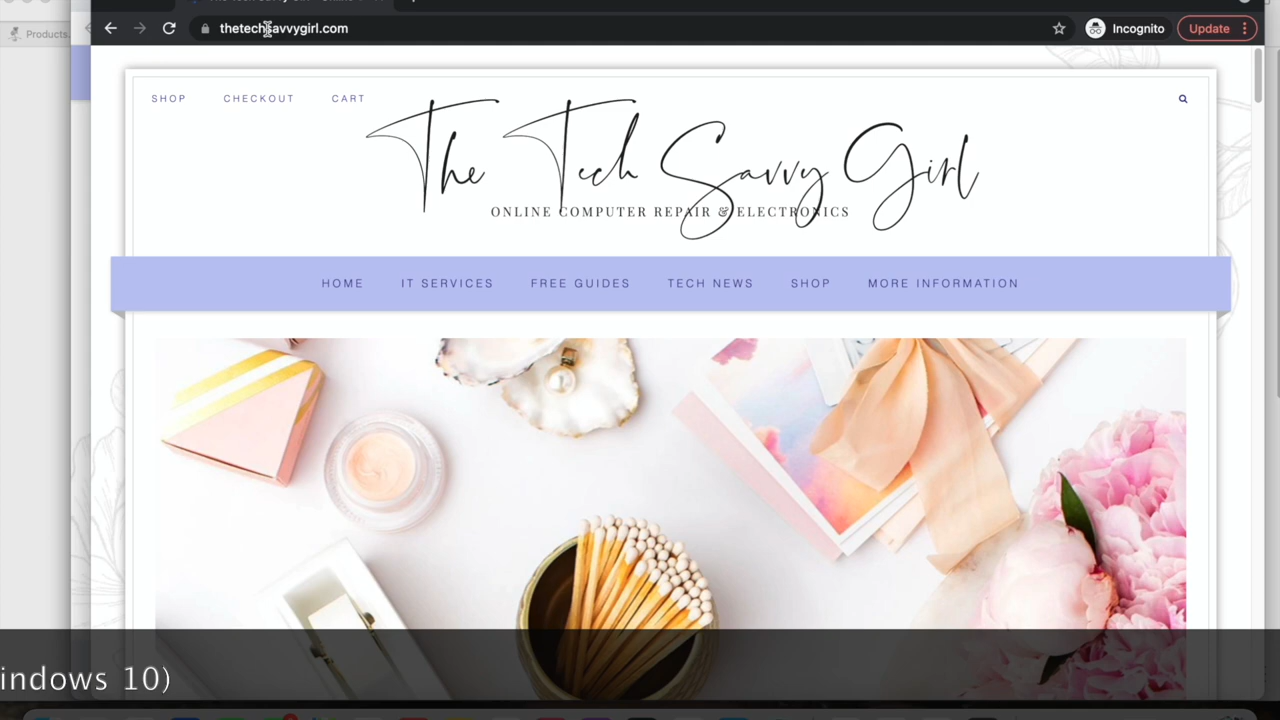 Products.
thetechsavvygirl.com
Incognito
Update
SHOP
CHECKOUT
CART
The Tech Savvy Girl
ONLINE COMPUTER REPAIR & ELECTRONICS
HOME
IT SERVICES
FREE GUIDES
TECH NEWS
SHOP
MORE INFORMATION
indows 10)